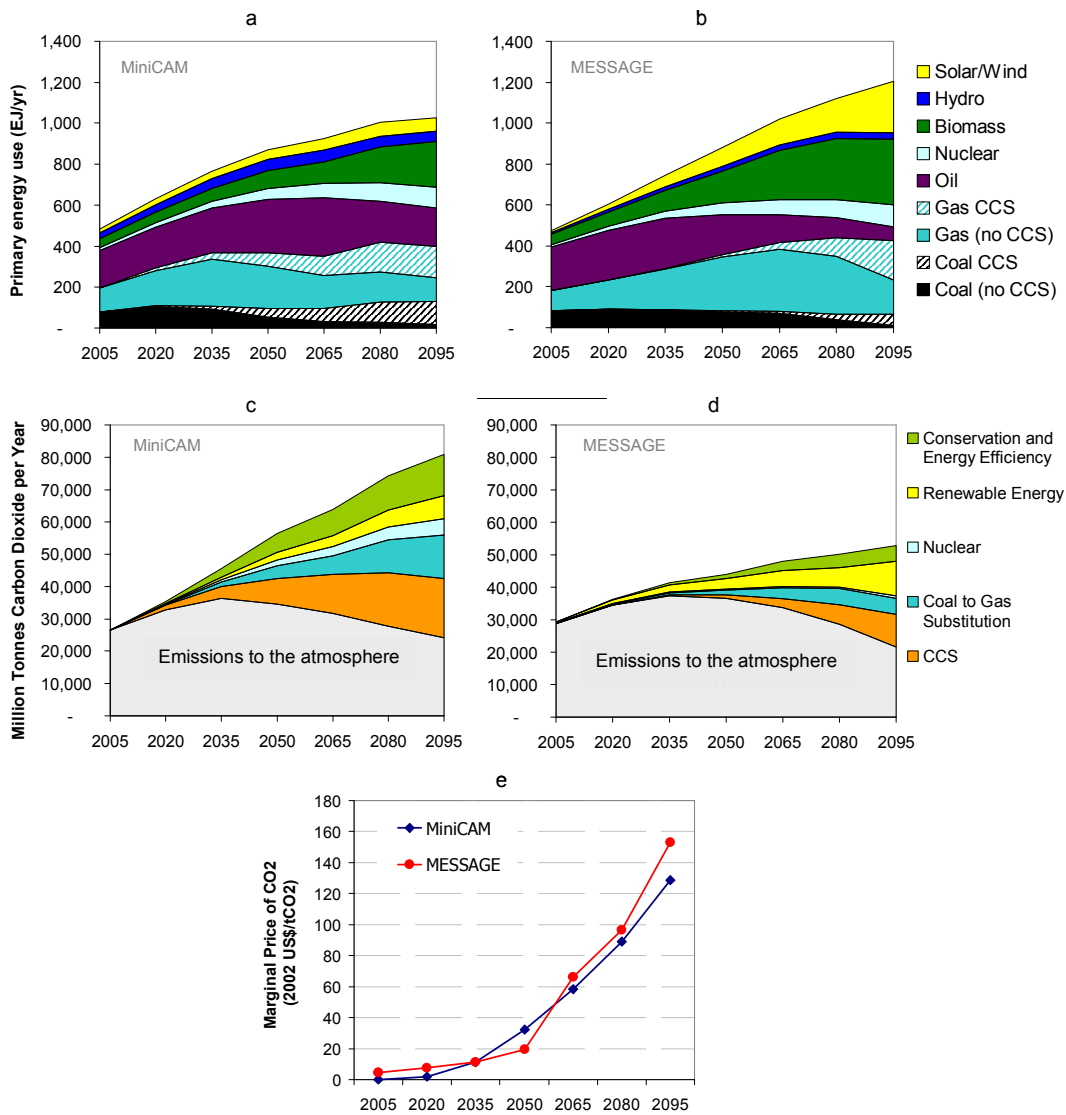 a
b
Primary energy use (EJ/yr)
1,400
1,200
1,000
800
600
400
200
-
MiniCAM
2005 2020 2035 2050 2065 2080 2095
1,400
1,200
1,000
800
600
400
200
-
MESSAGE
2005 2020 2035 2050 2065 2080 2095
Solar/Wind
Hydro
Biomass
Nuclear
Oil
Gas CCS
Gas (no CCS)
Coal CCS
Coal (no CCS)
c
d
Million Tonnes Carbon Dioxide per Year
90,000
80,000
70,000
60,000
50,000
40,000
30,000
20,000
10,000
-
MiniCAM
Emissions to the atmosphere
2005 2020 2035 2050 2065 2080 2095
90,000
80,000
70,000
60,000
50,000
40,000
30,000
20,000
10,000
-
MESSAGE
Emissions to the atmosphere
2005 2020 2035 2050 2065 2080 2095
Conservation and
Energy Efficiency
Renewable Energy
Nuclear
Coal to Gas
Substitution
CCS
e
Marginal Price of CO2
(2002 US$/tCO2)
180
160
140
120
100
80
60
40
20
0
MiniCAM
MESSAGE
2005 2020 2035 2050 2065 2080 2095